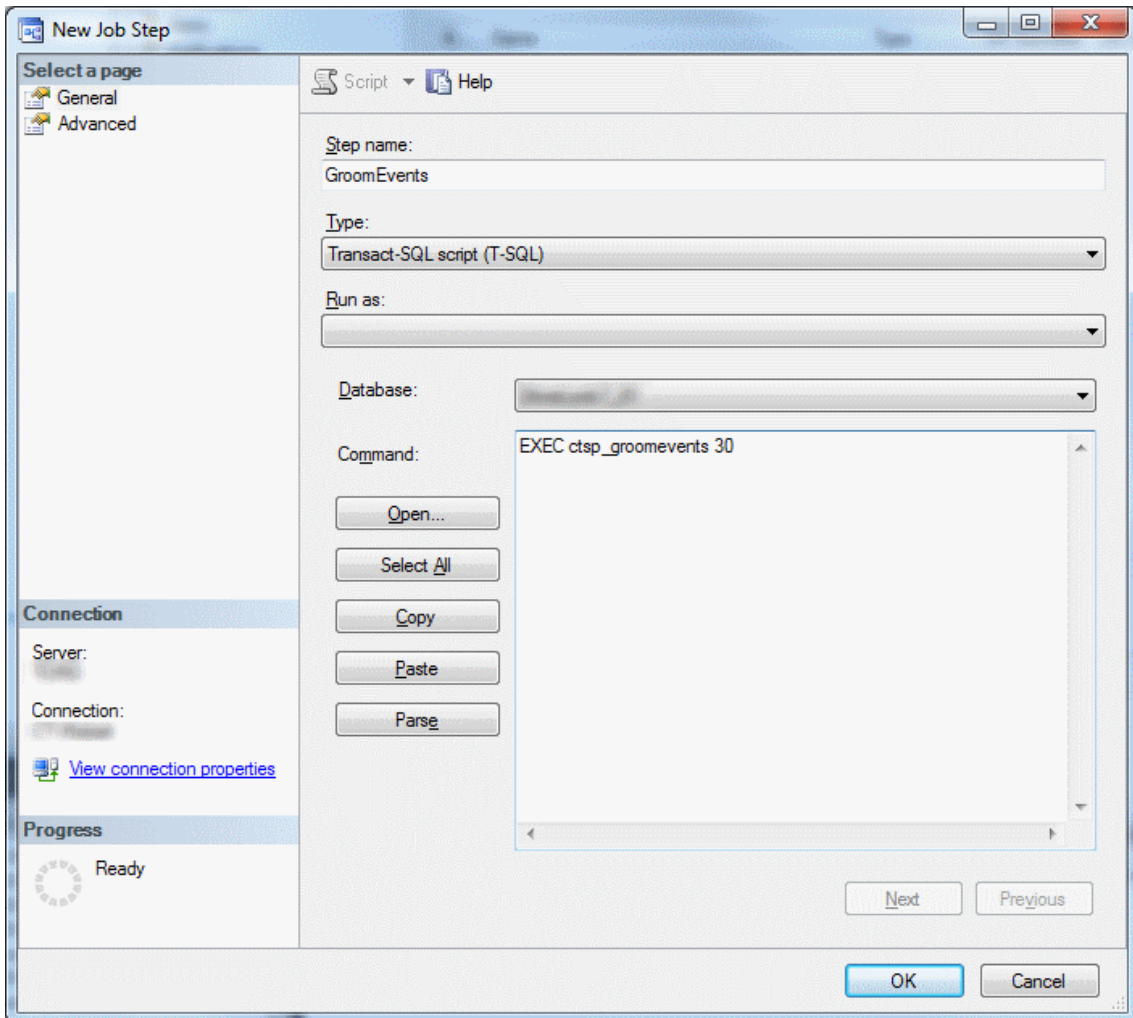 New Job Step
Select a page
General
Advanced
Script
Help
Step name:
GroomEvents
Type:
Transact-SQL script (T-SQL)
Run as:
Database:
Command:
EXEC ctsp_groomevents 30
Open...
Select All
Copy
Paste
Parse
Connection
Server:
Connection:
View connection properties
Progress
Ready
Next
Previous
OK
Cancel